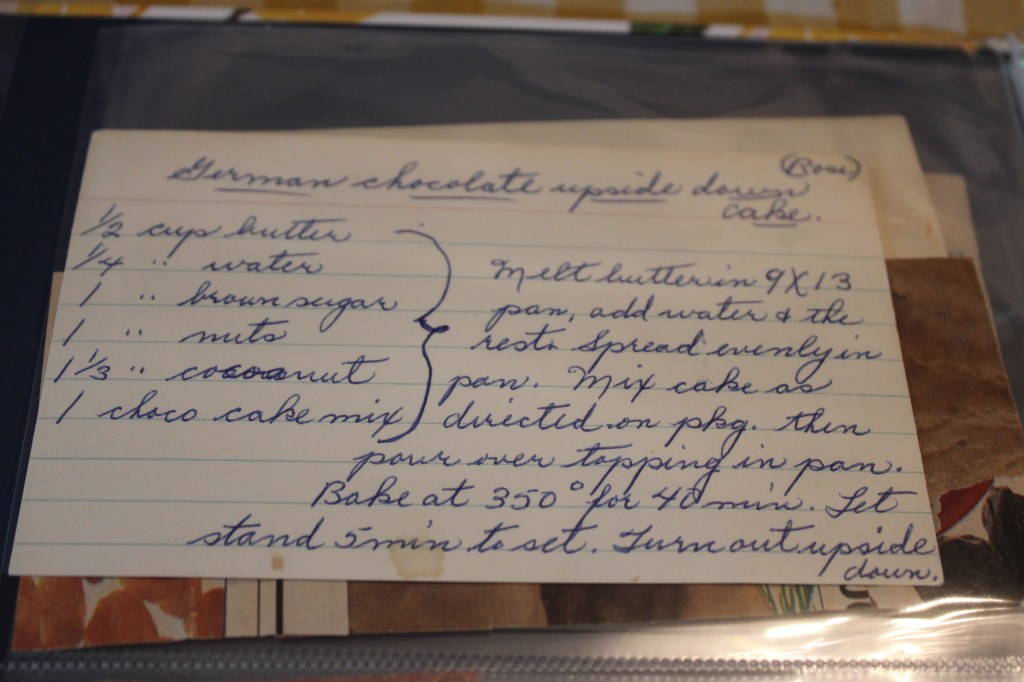 (Rose)
German chocolate upside down
cake.
1/2 cup butter
1/4 " water
1 " brown sugar
1 " nuts
1 1/3 " cocoanut
1 choco cake mix
Melt butter in 9X13
pan, add water & the
rest. Spread evenly in
pan. Mix cake as
directed on pkg. then
pour over topping in pan.
Bake at 350° for 40 min. Let
stand 5 min to set. Turn out upside
down.